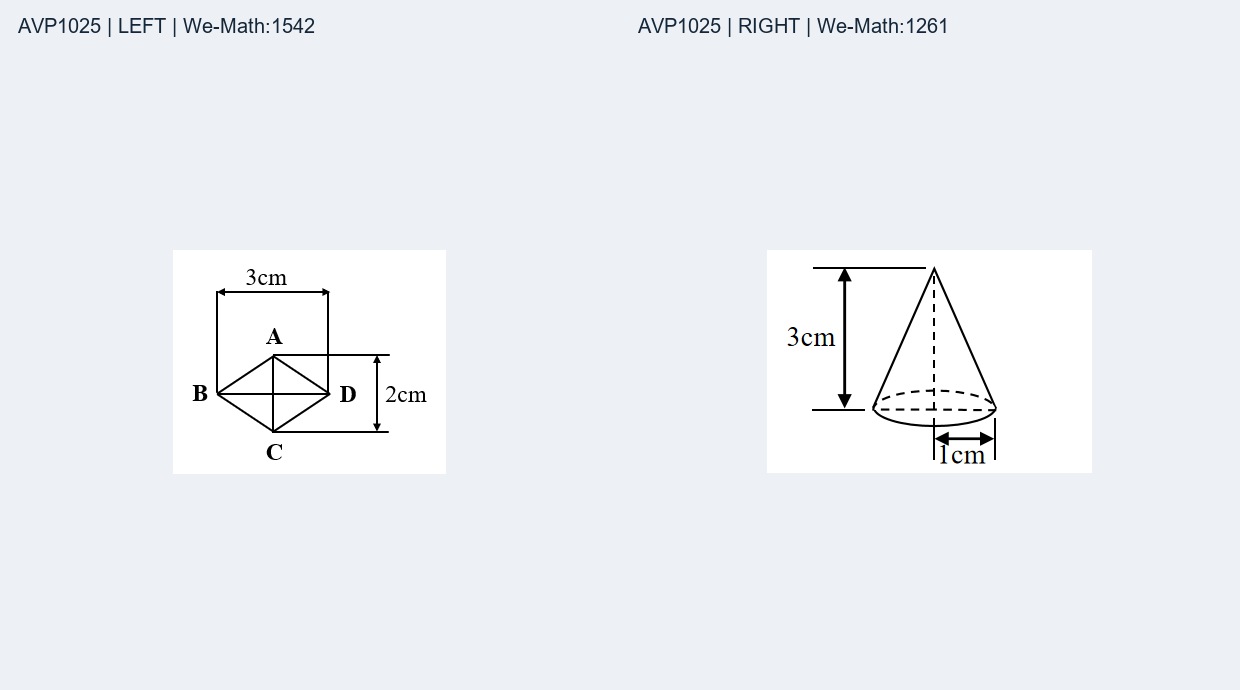 AVP1025 | LEFT | We-Math:1542
AVP1025 | RIGHT | We-Math:1261
3cm
A
B
D
2cm
C
3cm
1cm